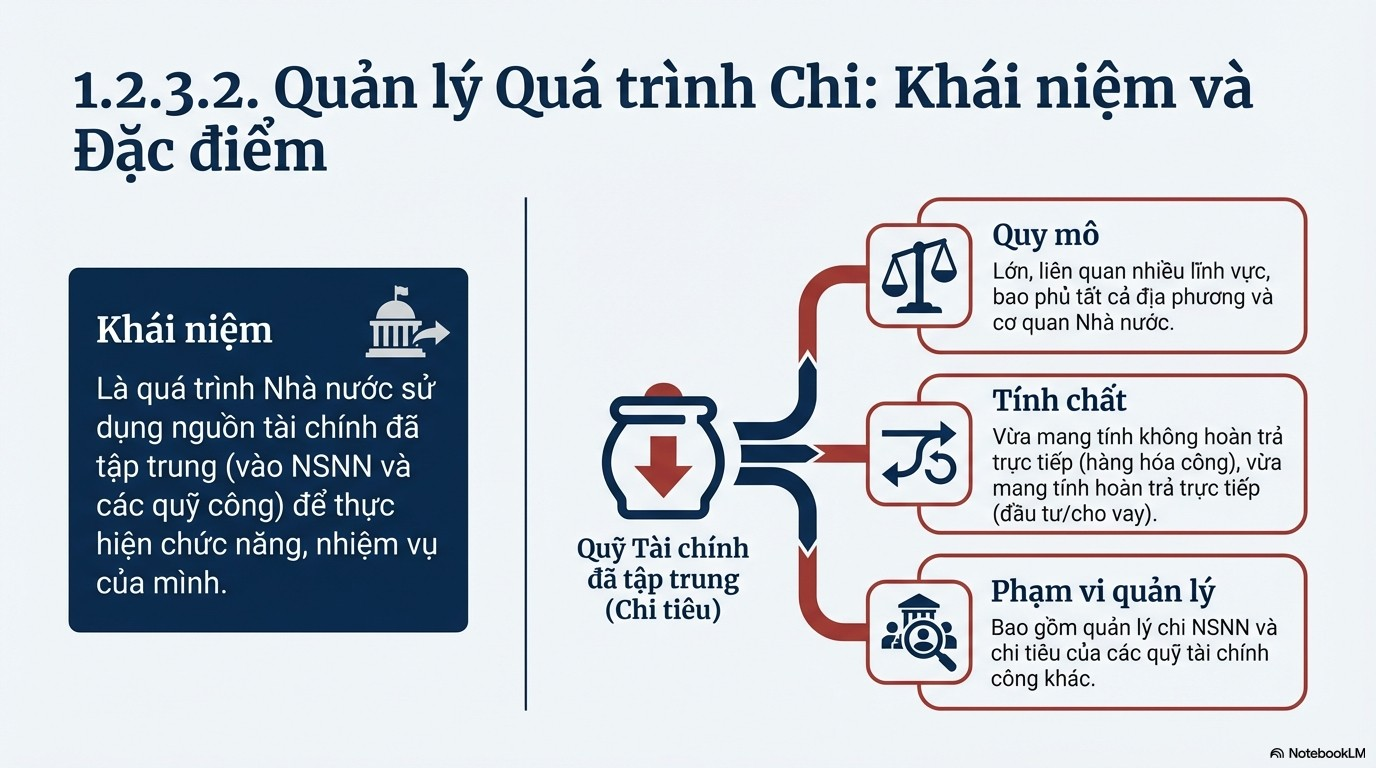 1.2.3.2. Quản lý Quá trình Chi: Khái niệm và
Đặc điểm
Khái niệm
Là quá trình Nhà nước sử
dụng nguồn tài chính đã
tập trung (vào NSNN và
các quỹ công) để thực
hiện chức năng, nhiệm vụ
của mình.
Quỹ Tài chính
đã tập trung
(Chi tiêu)
Quy mô
Lớn, liên quan nhiều lĩnh vực,
bao phủ tất cả địa phương và
cơ quan Nhà nước.
Tính chất
Vừa mang tính không hoàn trả
trực tiếp (hàng hóa công), vừa
mang tính hoàn trả trực tiếp
(đầu tư/cho vay).
Phạm vi quản lý
Bao gồm quản lý chi NSNN và
chi tiêu của các quỹ tài chính
công khác.
NotebookLM